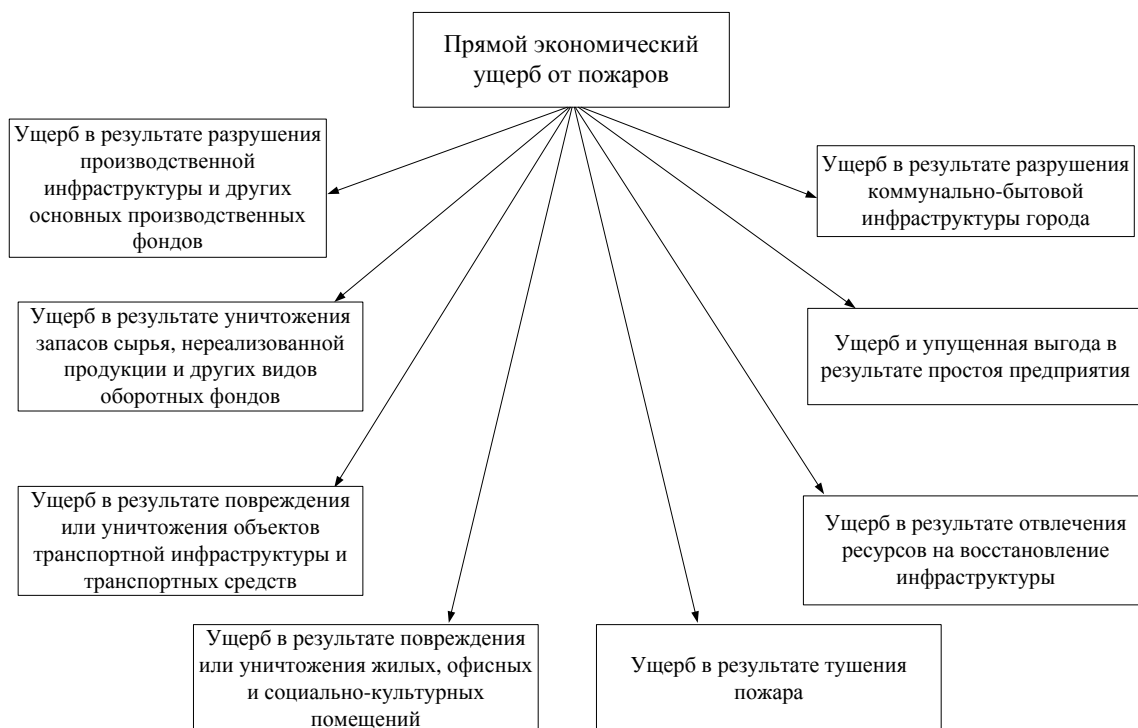 Прямой экономический
ущерб от пожаров
Ущерб в результате разрушения
производственной
инфраструктуры и других
основных производственных
фондов
Ущерб в результате разрушения
коммунально-бытовой
инфраструктуры города
Ущерб в результате уничтожения
запасов сырья, нереализованной
продукции и других видов
оборотных фондов
Ущерб и упущенная выгода в
результате простоя предприятия
Ущерб в результате повреждения
или уничтожения объектов
транспортной инфраструктуры и
транспортных средств
Ущерб в результате отвлечения
ресурсов на восстановление
инфраструктуры
Ущерб в результате повреждения
или уничтожения жилых, офисных
и социально-культурных
помещений
Ущерб в результате тушения
пожара